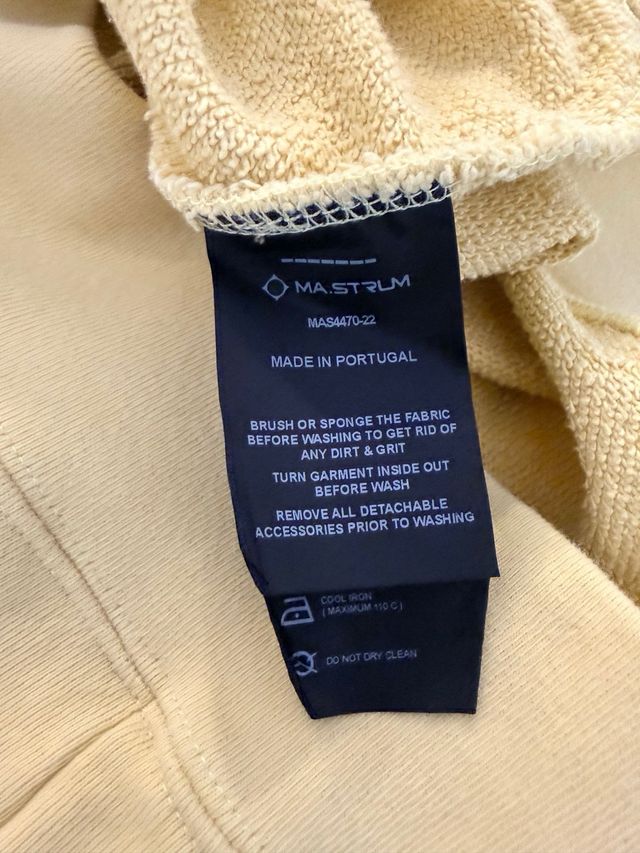 MA.STRUM
MAS4470-22
MADE IN PORTUGAL
BRUSH OR SPONGE THE FABRIC
BEFORE WASHING TO GET RID OF
ANY DIRT & GRIT
TURN GARMENT INSIDE OUT
BEFORE WASH
REMOVE ALL DETACHABLE
ACCESSORIES PRIOR TO WASHING
COOL IRON
( MAXIMUM 110 C )
DO NOT DRY CLEAN